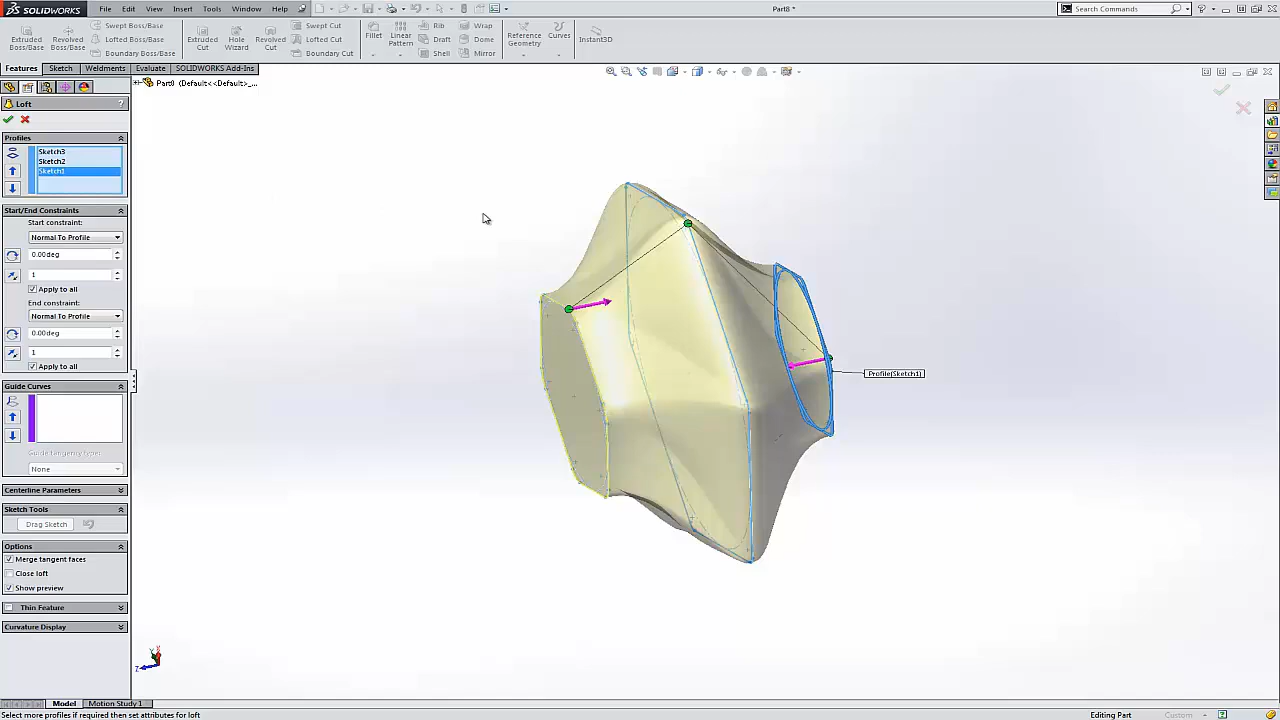 SOLIDWORKS File Edit View Insert Tools Window Help Part8 * Search Commands
Extruded Boss/Base
Revolved Boss/Base
Swept Boss/Base
Lofted Boss/Base
Boundary Boss/Base
Extruded Cut
Hole Wizard
Revolved Cut
Swept Cut
Lofted Cut
Boundary Cut
Fillet
Linear Pattern
Rib
Draft
Shell
Wrap
Dome
Mirror
Reference Geometry
Curves
Instant3D
Features Sketch Weldments Evaluate SOLIDWORKS Add-Ins
Part8 (Default<<Default>_...
Loft ?
Profiles
Sketch3
Sketch2
Sketch1
Start/End Constraints
Start constraint:
Normal To Profile
0.00deg
1
Apply to all
End constraint:
Normal To Profile
0.00deg
1
Apply to all
Guide Curves
Guide tangency type:
None
Centerline Parameters
Sketch Tools
Drag Sketch
Options
Merge tangent faces
Close loft
Show preview
Thin Feature
Curvature Display
Profile(Sketch1)
Y X
Z
Model Motion Study 1
Select more profiles if required then set attributes for loft Editing Part Custom